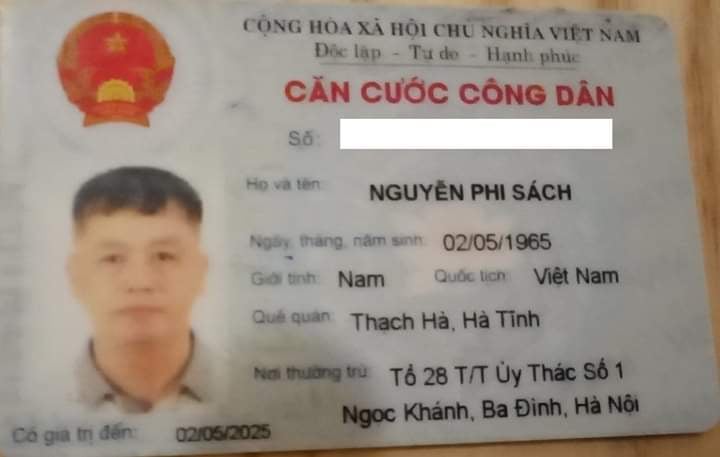 CỘNG HÒA XÃ HỘI CHỦ NGHĨA VIỆT NAM
Độc lập - Tự do - Hạnh phúc
CĂN CƯỚC CÔNG DÂN
Số:
Họ và tên: NGUYỄN PHI SÁCH
Ngày, tháng, năm sinh: 02/05/1965
Giới tính: Nam Quốc tịch: Việt Nam
Quê quán: Thạch Hà, Hà Tĩnh
Nơi thường trú: Tổ 28 T/T Ủy Thác Số 1
Ngọc Khánh, Ba Đình, Hà Nội
Có giá trị đến: 02/05/2025